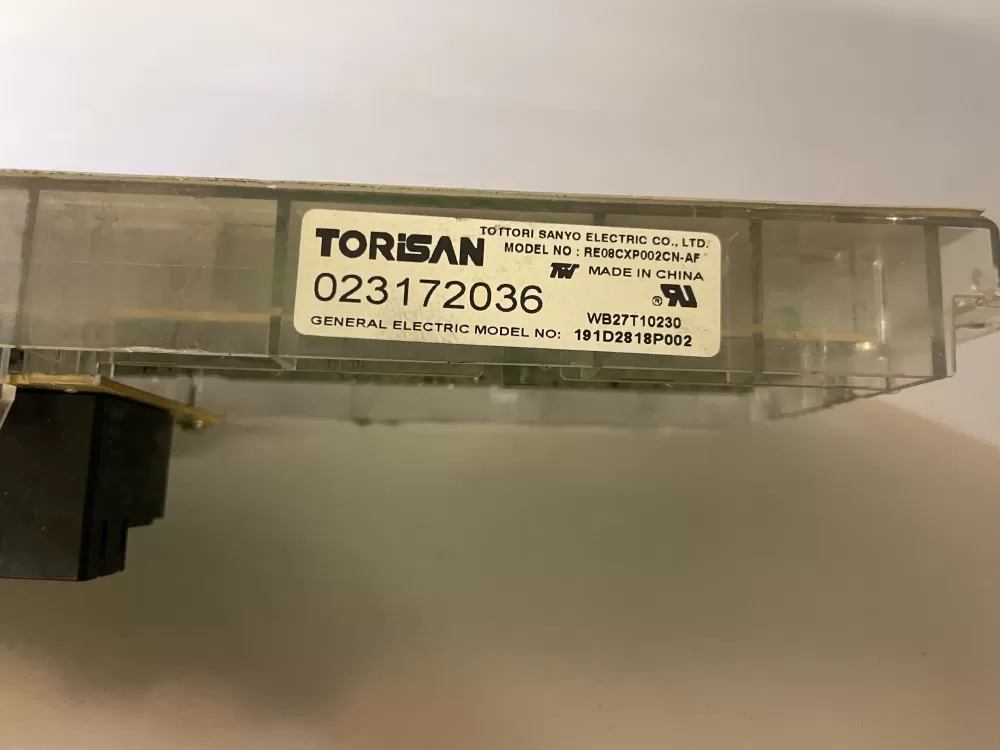 TORiSAN
TOTTORI SANYO ELECTRIC CO., LTD.
MODEL NO : RE08CXP002CN-AF
MADE IN CHINA
023172036
WB27T10230
GENERAL ELECTRIC MODEL NO: 191D2818P002